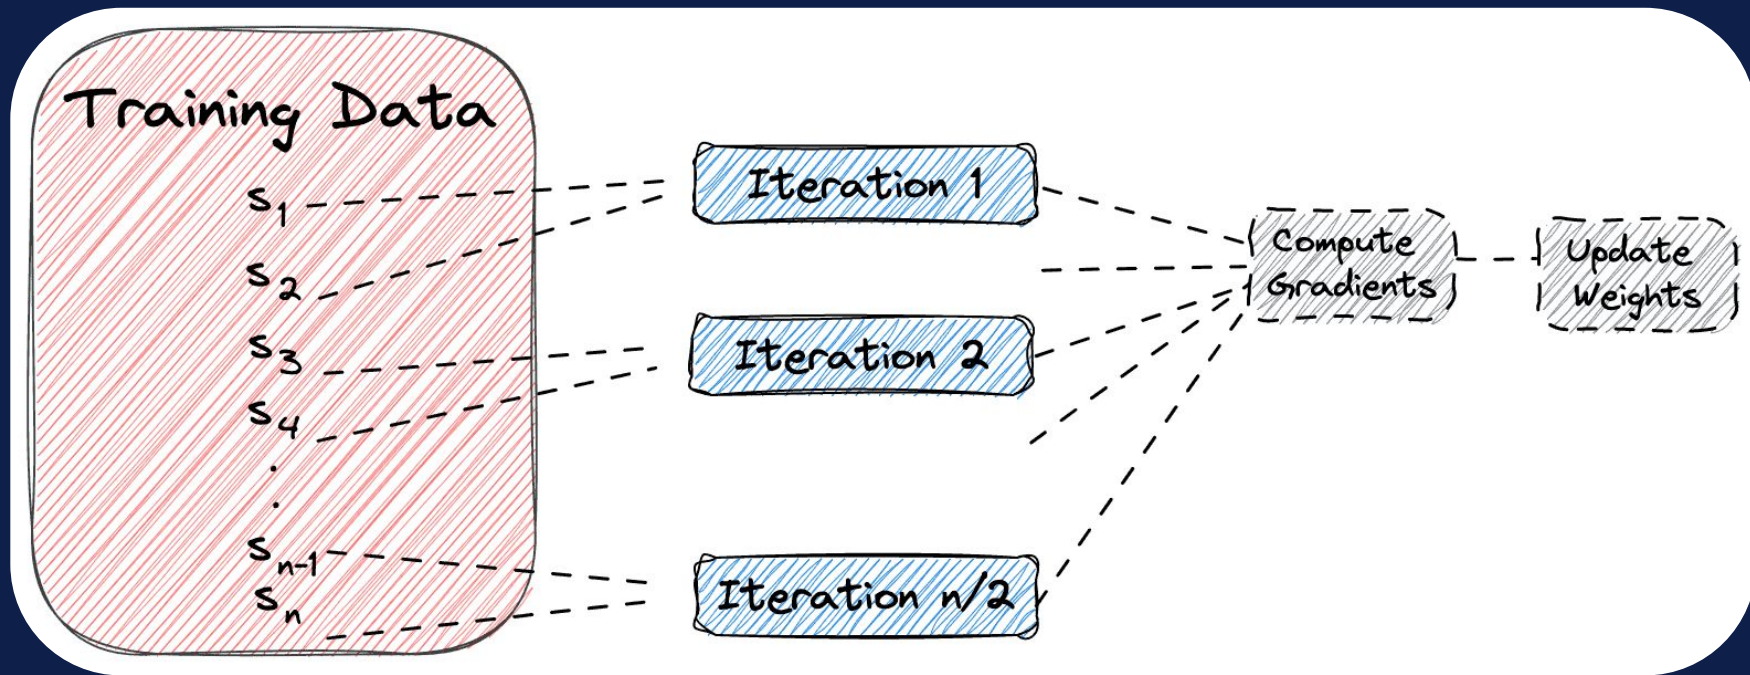 Training Data
s1
s2
s3
s4
.
.
sn-1
sn
Iteration 1
Iteration 2
Iteration n/2
Compute
Gradients
Update
Weights